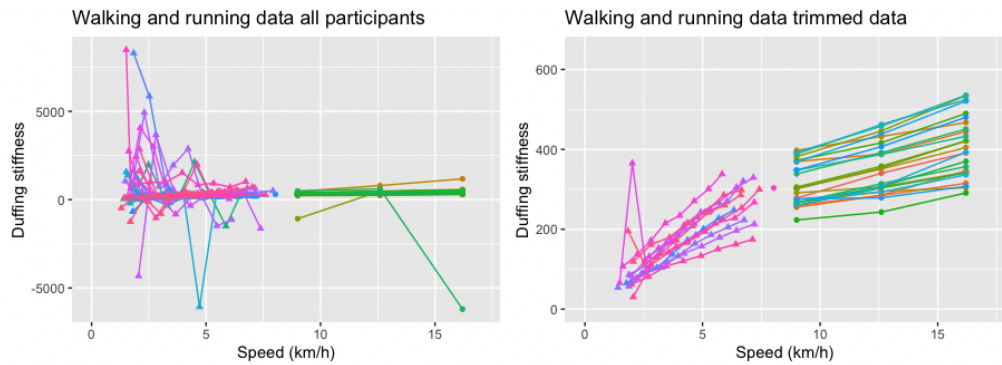 Walking and running data all participants
Duffing stiffness
5000
0
-5000
0
5
10
15
Speed (km/h)
Walking and running data trimmed data
Duffing stiffness
600
400
200
0
0
5
10
15
Speed (km/h)